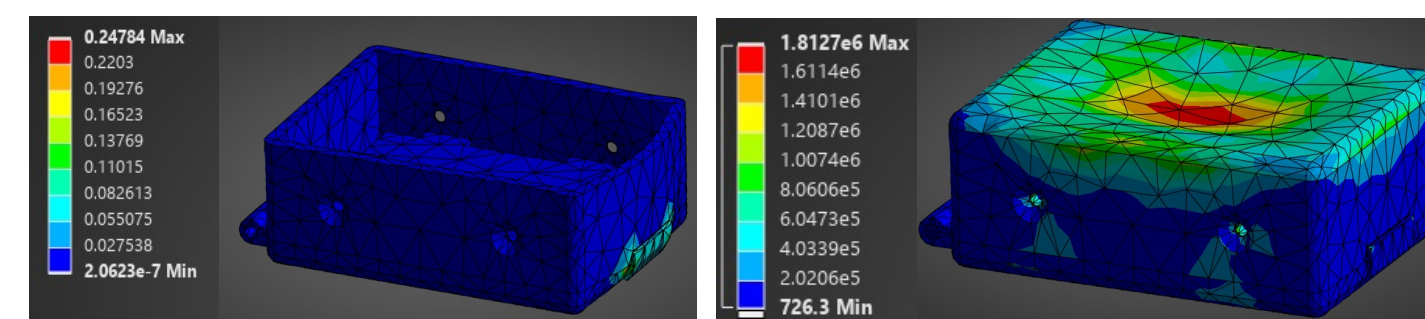 0.24784 Max
0.2203
0.19276
0.16523
0.13769
0.11015
0.082613
0.055075
0.027538
2.0623e-7 Min
1.8127e6 Max
1.6114e6
1.4101e6
1.2087e6
1.0074e6
8.0606e5
6.0473e5
4.0339e5
2.0206e5
726.3 Min